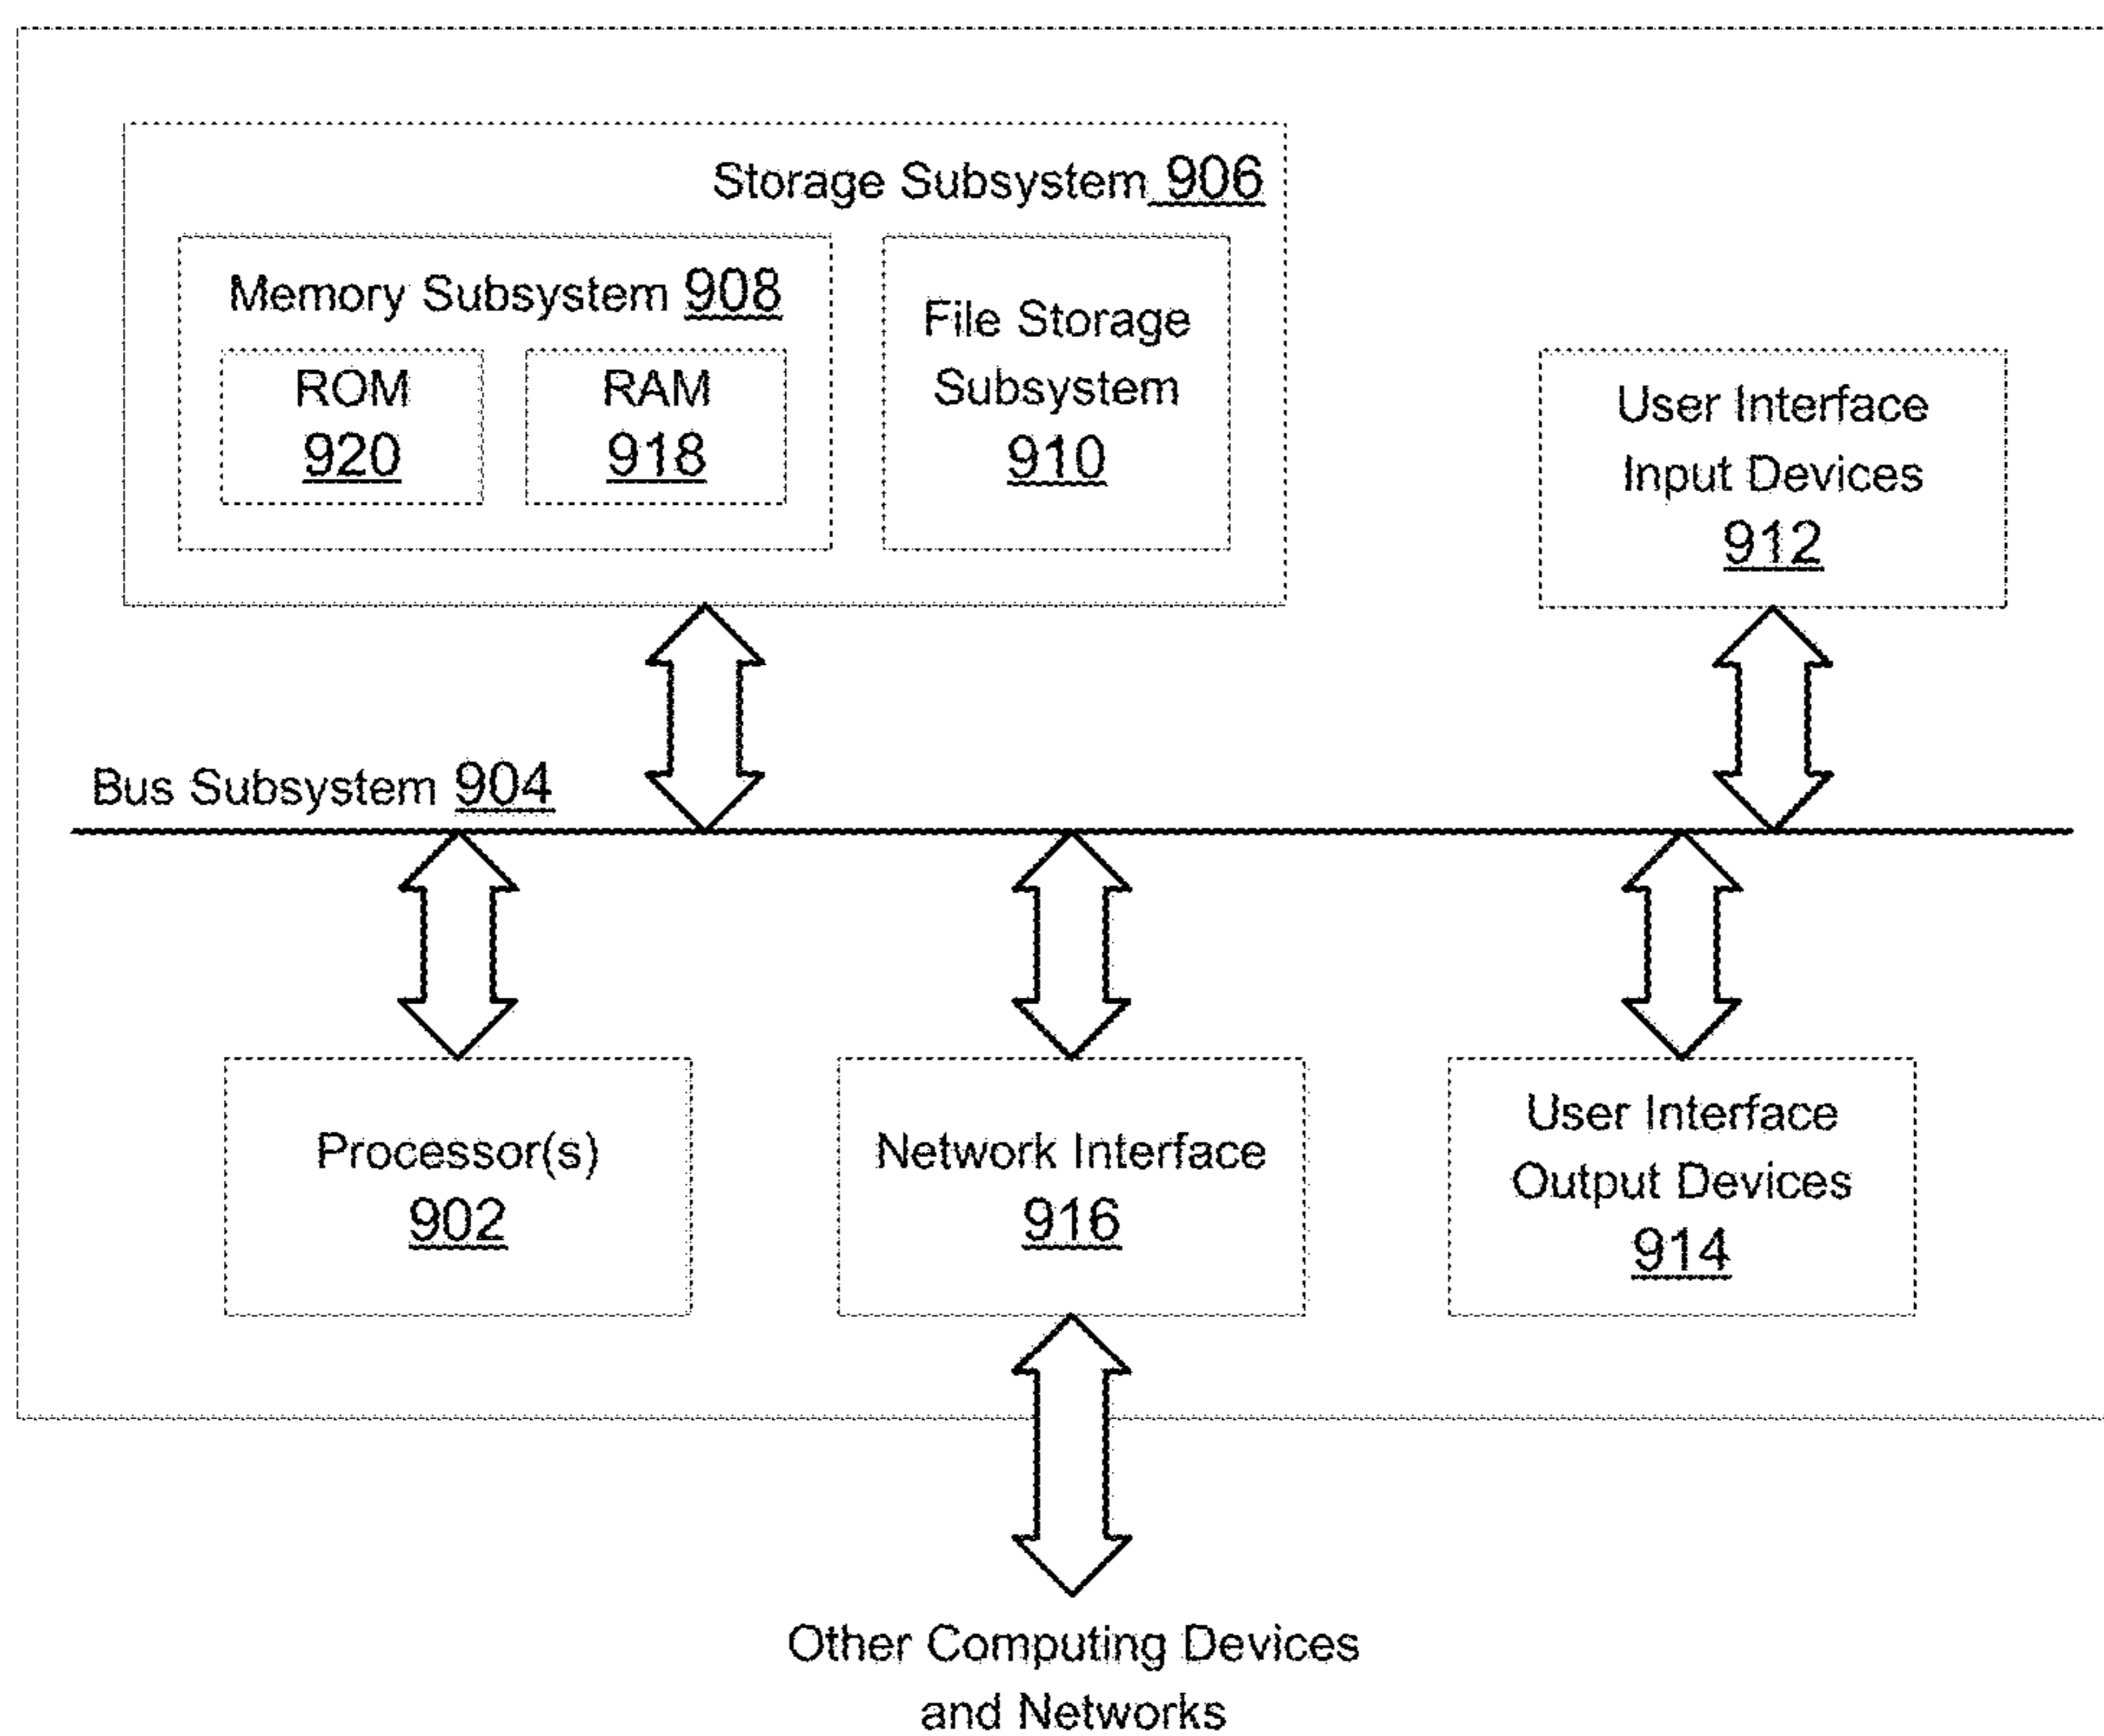 Storage Subsystem 906
Memory Subsystem 908
ROM
920
RAM
918
File Storage
Subsystem
910
User Interface
Input Devices
912
Bus Subsystem 904
Processor(s)
902
Network Interface
916
User Interface
Output Devices
914
Other Computing Devices
and Networks